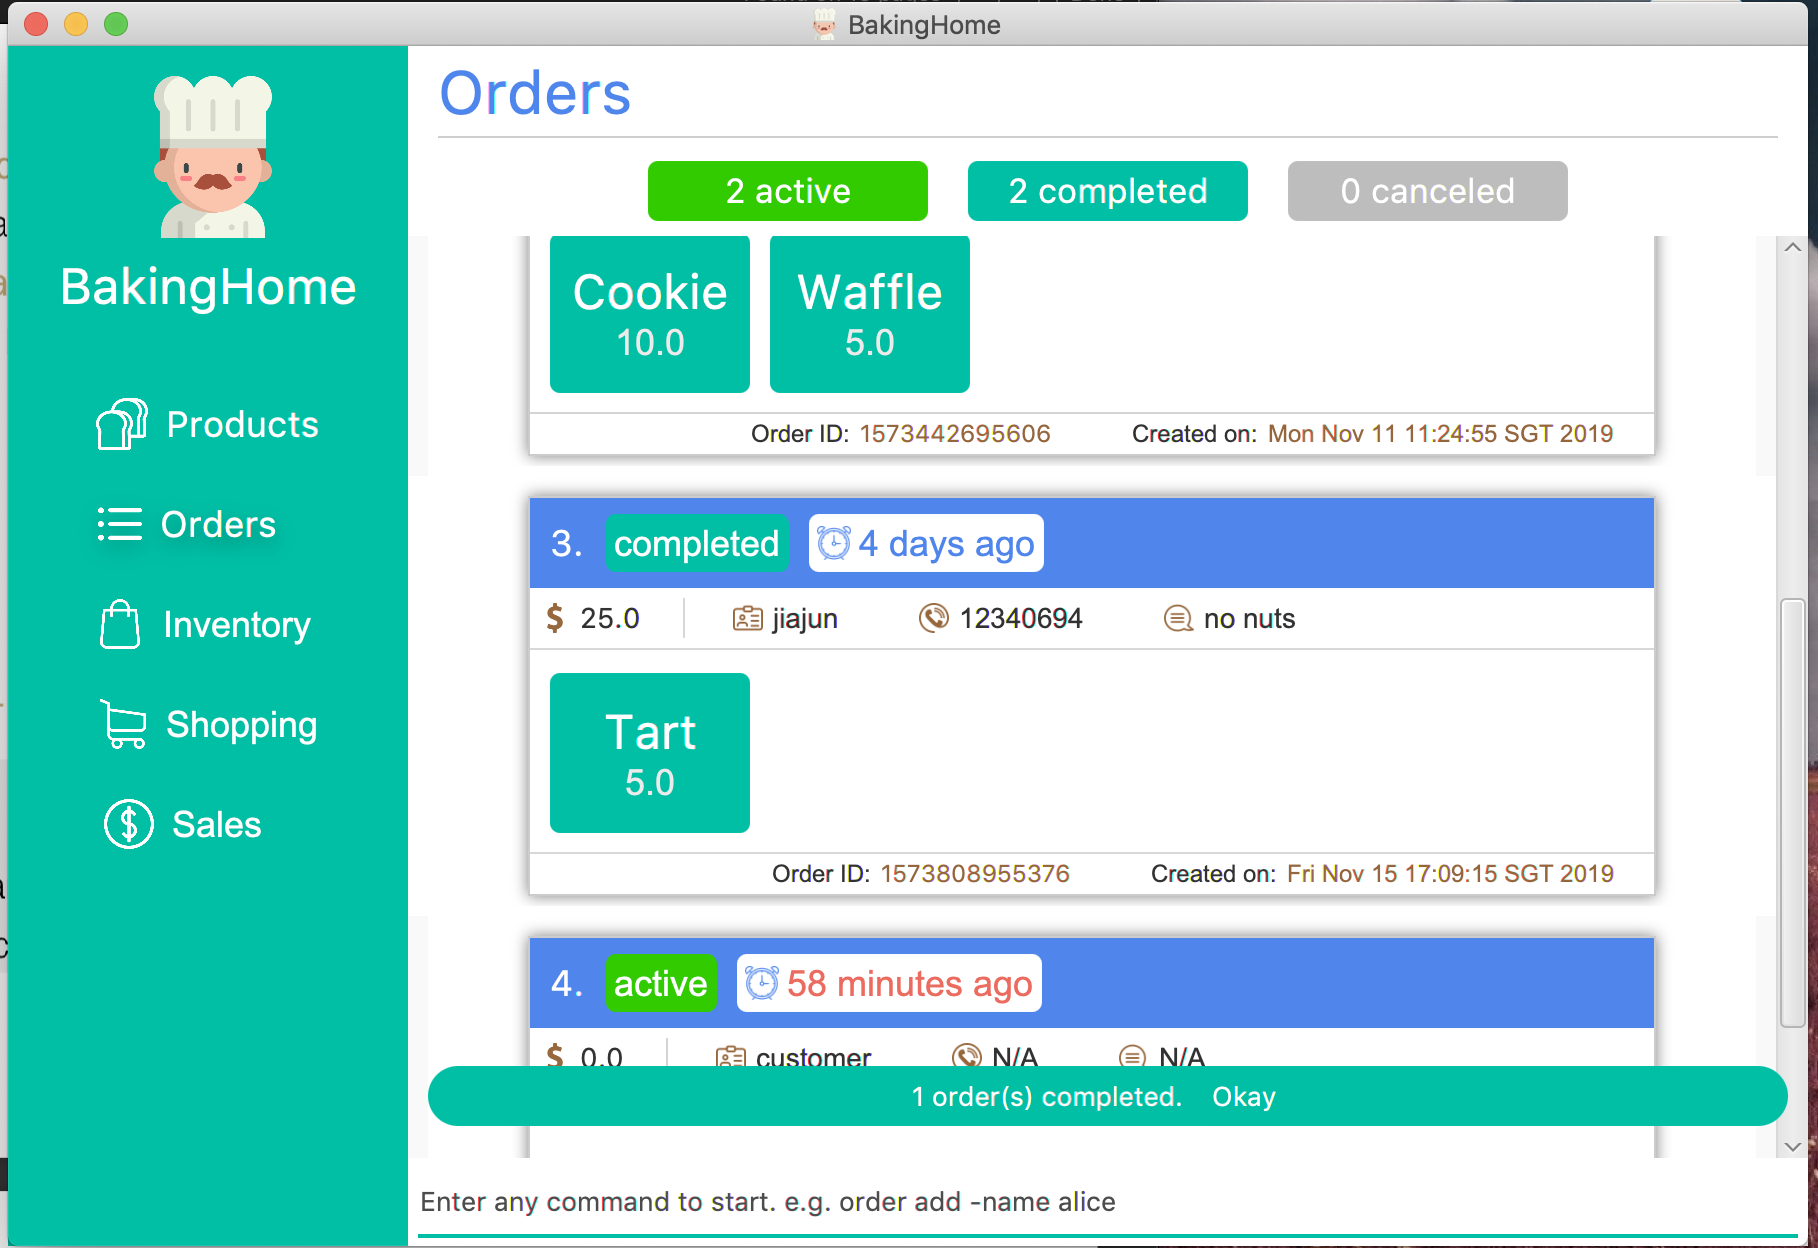 BakingHome
BakingHome
Products
Orders
Inventory
Shopping
Sales
Orders
2 active
2 completed
0 canceled
Cookie
10.0
Waffle
5.0
Order ID: 1573442695606 Created on: Mon Nov 11 11:24:55 SGT 2019
3. completed 4 days ago
$ 25.0 jiajun 12340694 no nuts
Tart
5.0
Order ID: 1573808955376 Created on: Fri Nov 15 17:09:15 SGT 2019
4. active 58 minutes ago
$ 0.0 customer N/A N/A
1 order(s) completed. Okay
Enter any command to start. e.g. order add -name alice